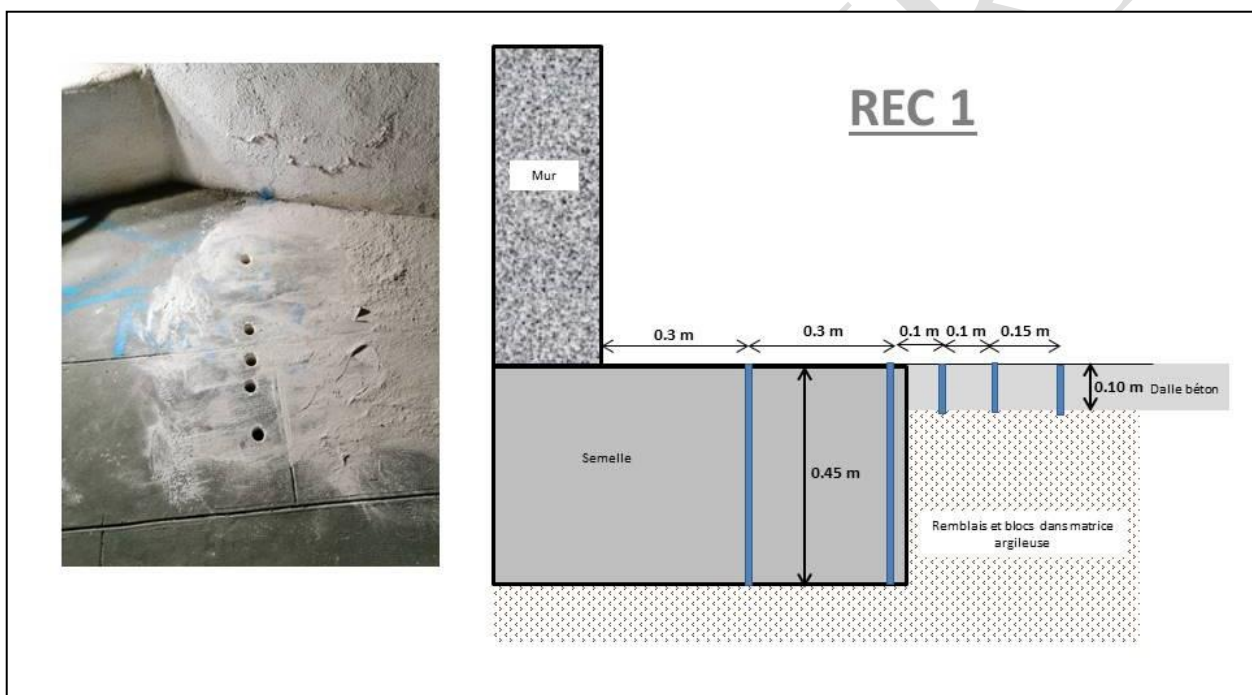 REC 1
Mur
0.3 m
0.3 m
0.1 m
0.1 m
0.15 m
0.10 m
Dalle béton
Semelle
0.45 m
Remblais et blocs dans matrice
argileuse